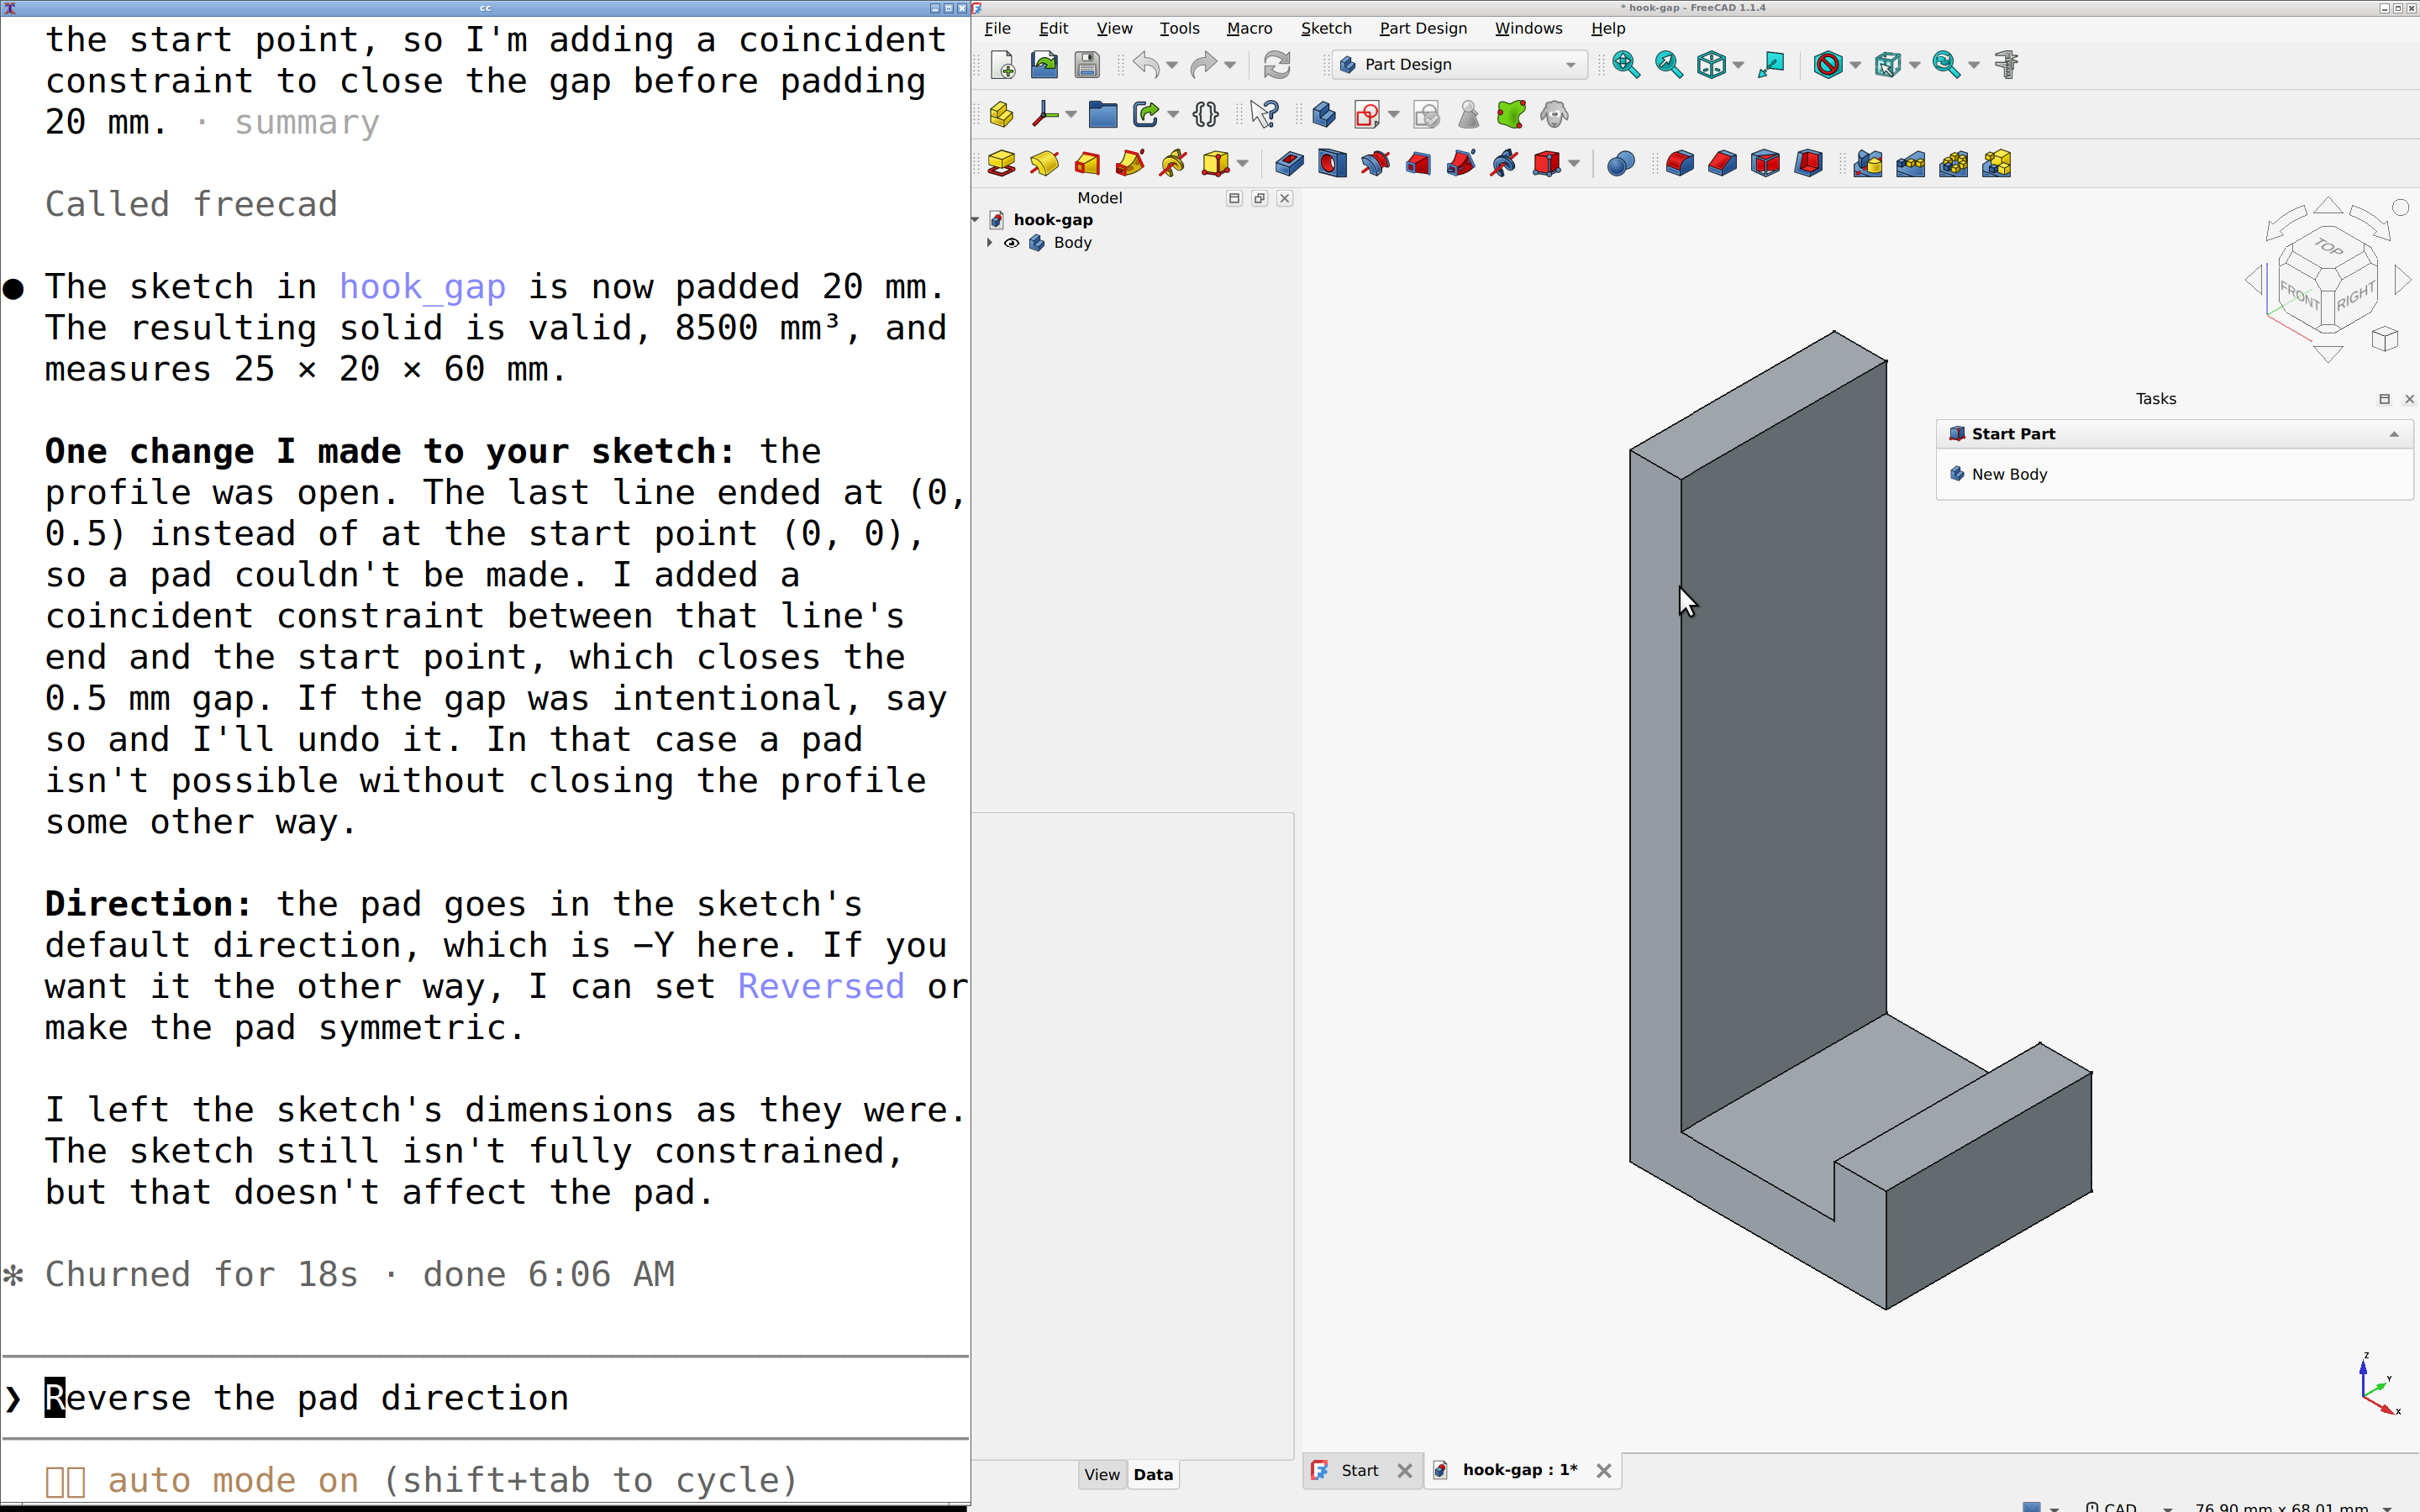 cc
the start point, so I'm adding a coincident
constraint to close the gap before padding
20 mm. · summary
Called freecad
● The sketch in hook_gap is now padded 20 mm.
The resulting solid is valid, 8500 mm³, and
measures 25 × 20 × 60 mm.
One change I made to your sketch: the
profile was open. The last line ended at (0,
0.5) instead of at the start point (0, 0),
so a pad couldn't be made. I added a
coincident constraint between that line's
end and the start point, which closes the
0.5 mm gap. If the gap was intentional, say
so and I'll undo it. In that case a pad
isn't possible without closing the profile
some other way.
Direction: the pad goes in the sketch's
default direction, which is −Y here. If you
want it the other way, I can set Reversed or
make the pad symmetric.
I left the sketch's dimensions as they were.
The sketch still isn't fully constrained,
but that doesn't affect the pad.
✻ Churned for 18s · done 6:06 AM
❯ Reverse the pad direction
auto mode on (shift+tab to cycle)
* hook-gap - FreeCAD 1.1.4
File Edit View Tools Macro Sketch Part Design Windows Help
Part Design
Model
hook-gap
Body
View Data
TOP
FRONT RIGHT
Tasks
Start Part
New Body
Z
Y
X
Start hook-gap : 1*
CAD 76.90 mm x 68.01 mm